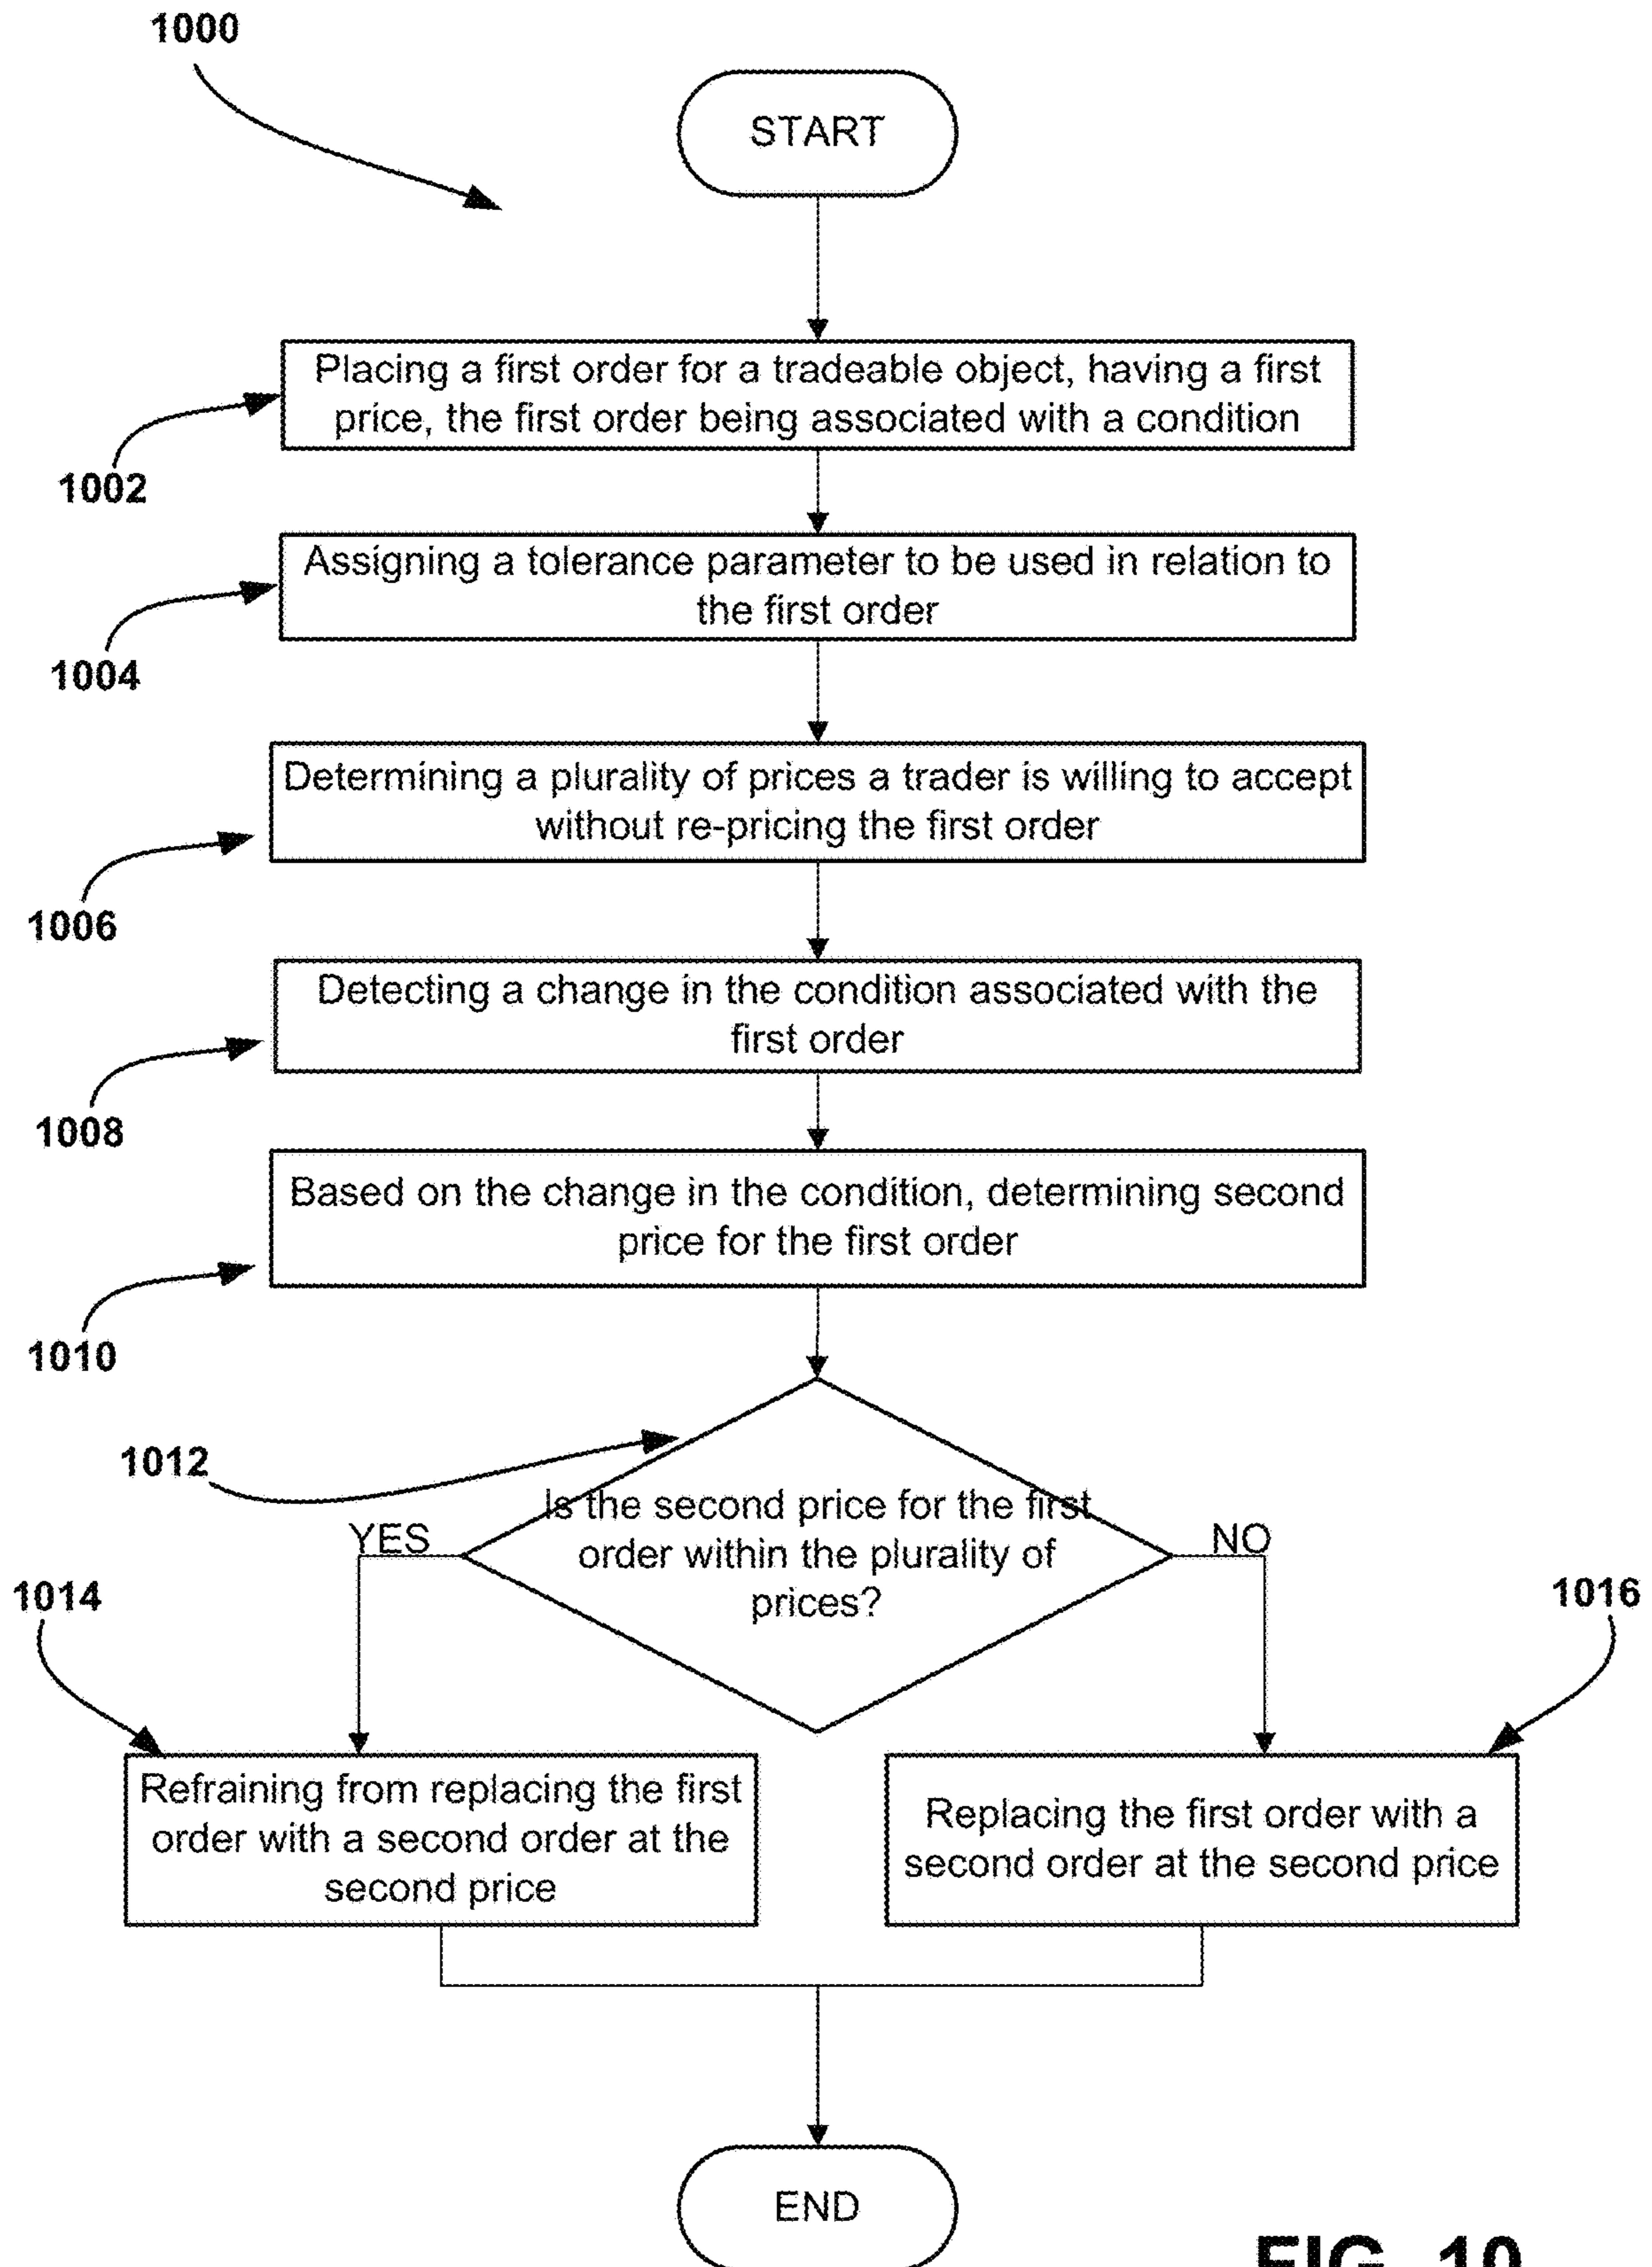 1000
START
Placing a first order for a tradeable object, having a first
price, the first order being associated with a condition
1002
Assigning a tolerance parameter to be used in relation to
the first order
1004
Determining a plurality of prices a trader is willing to accept
without re-pricing the first order
1006
Detecting a change in the condition associated with the
first order
1008
Based on the change in the condition, determining second
price for the first order
1010
1012
Is the second price for the first
order within the plurality of
prices?
YES
NO
1014
1016
Refraining from replacing the first
order with a second order at the
second price
Replacing the first order with a
second order at the second price
END
FIG. 10